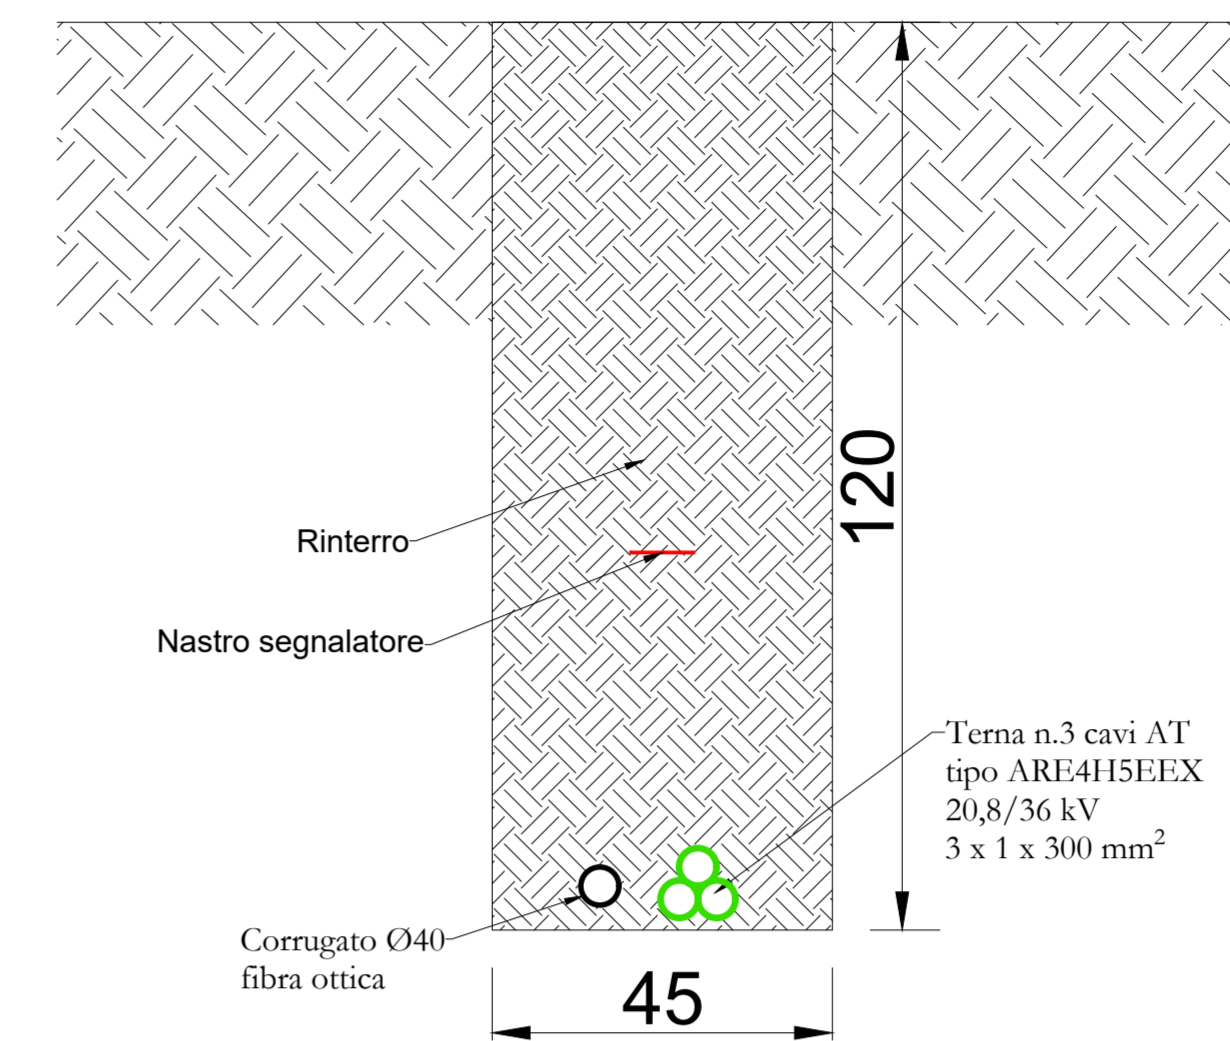 120
Rinterro
Nastro segnalatore
Terna n.3 cavi AT
tipo ARE4H5EEX
20,8/36 kV
3 x 1 x 300 mm²
Corrugato Ø40
fibra ottica
45